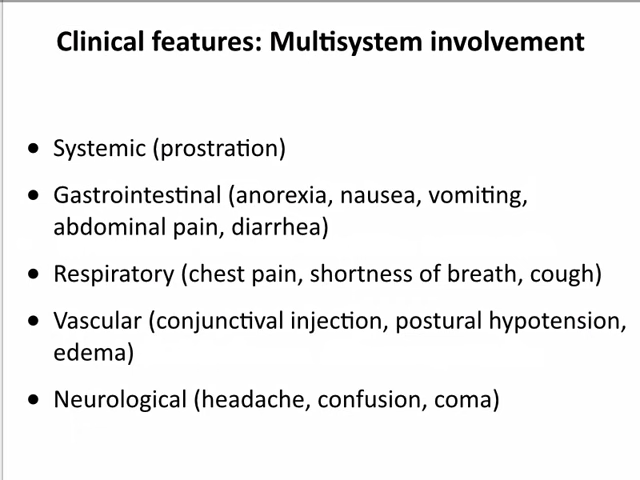 Clinical features: Multisystem involvement
• Systemic (prostration)
• Gastrointestinal (anorexia, nausea, vomiting,
abdominal pain, diarrhea)
• Respiratory (chest pain, shortness of breath, cough)
• Vascular (conjunctival injection, postural hypotension,
edema)
• Neurological (headache, confusion, coma)